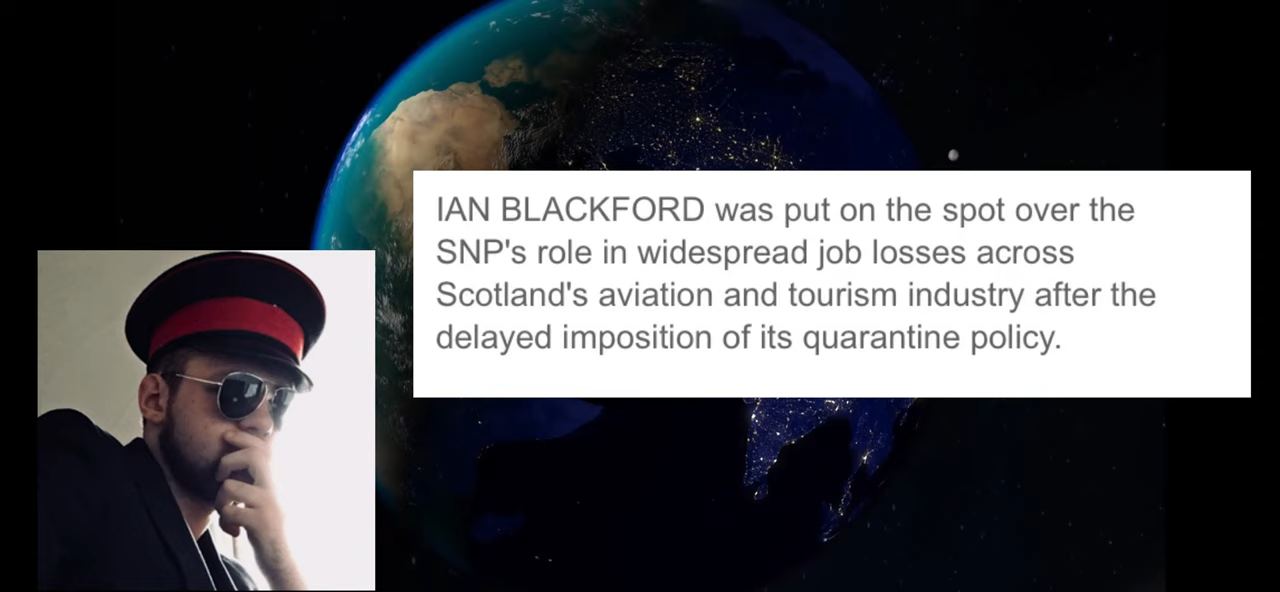 IAN BLACKFORD was put on the spot over the
SNP's role in widespread job losses across
Scotland's aviation and tourism industry after the
delayed imposition of its quarantine policy.